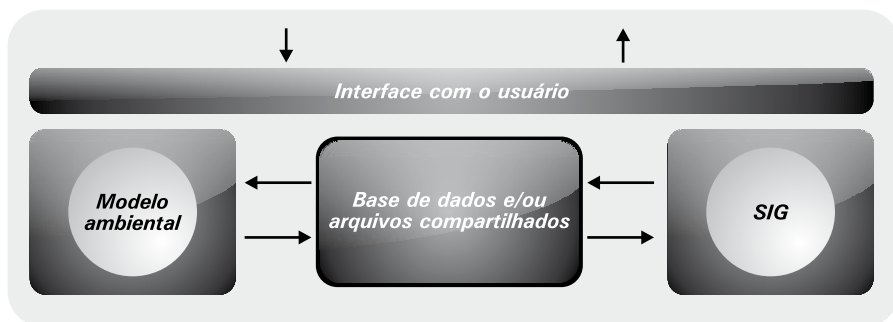 Interface com o usuário
Modelo
ambiental
Base de dados e/ou
arquivos compartilhados
SIG